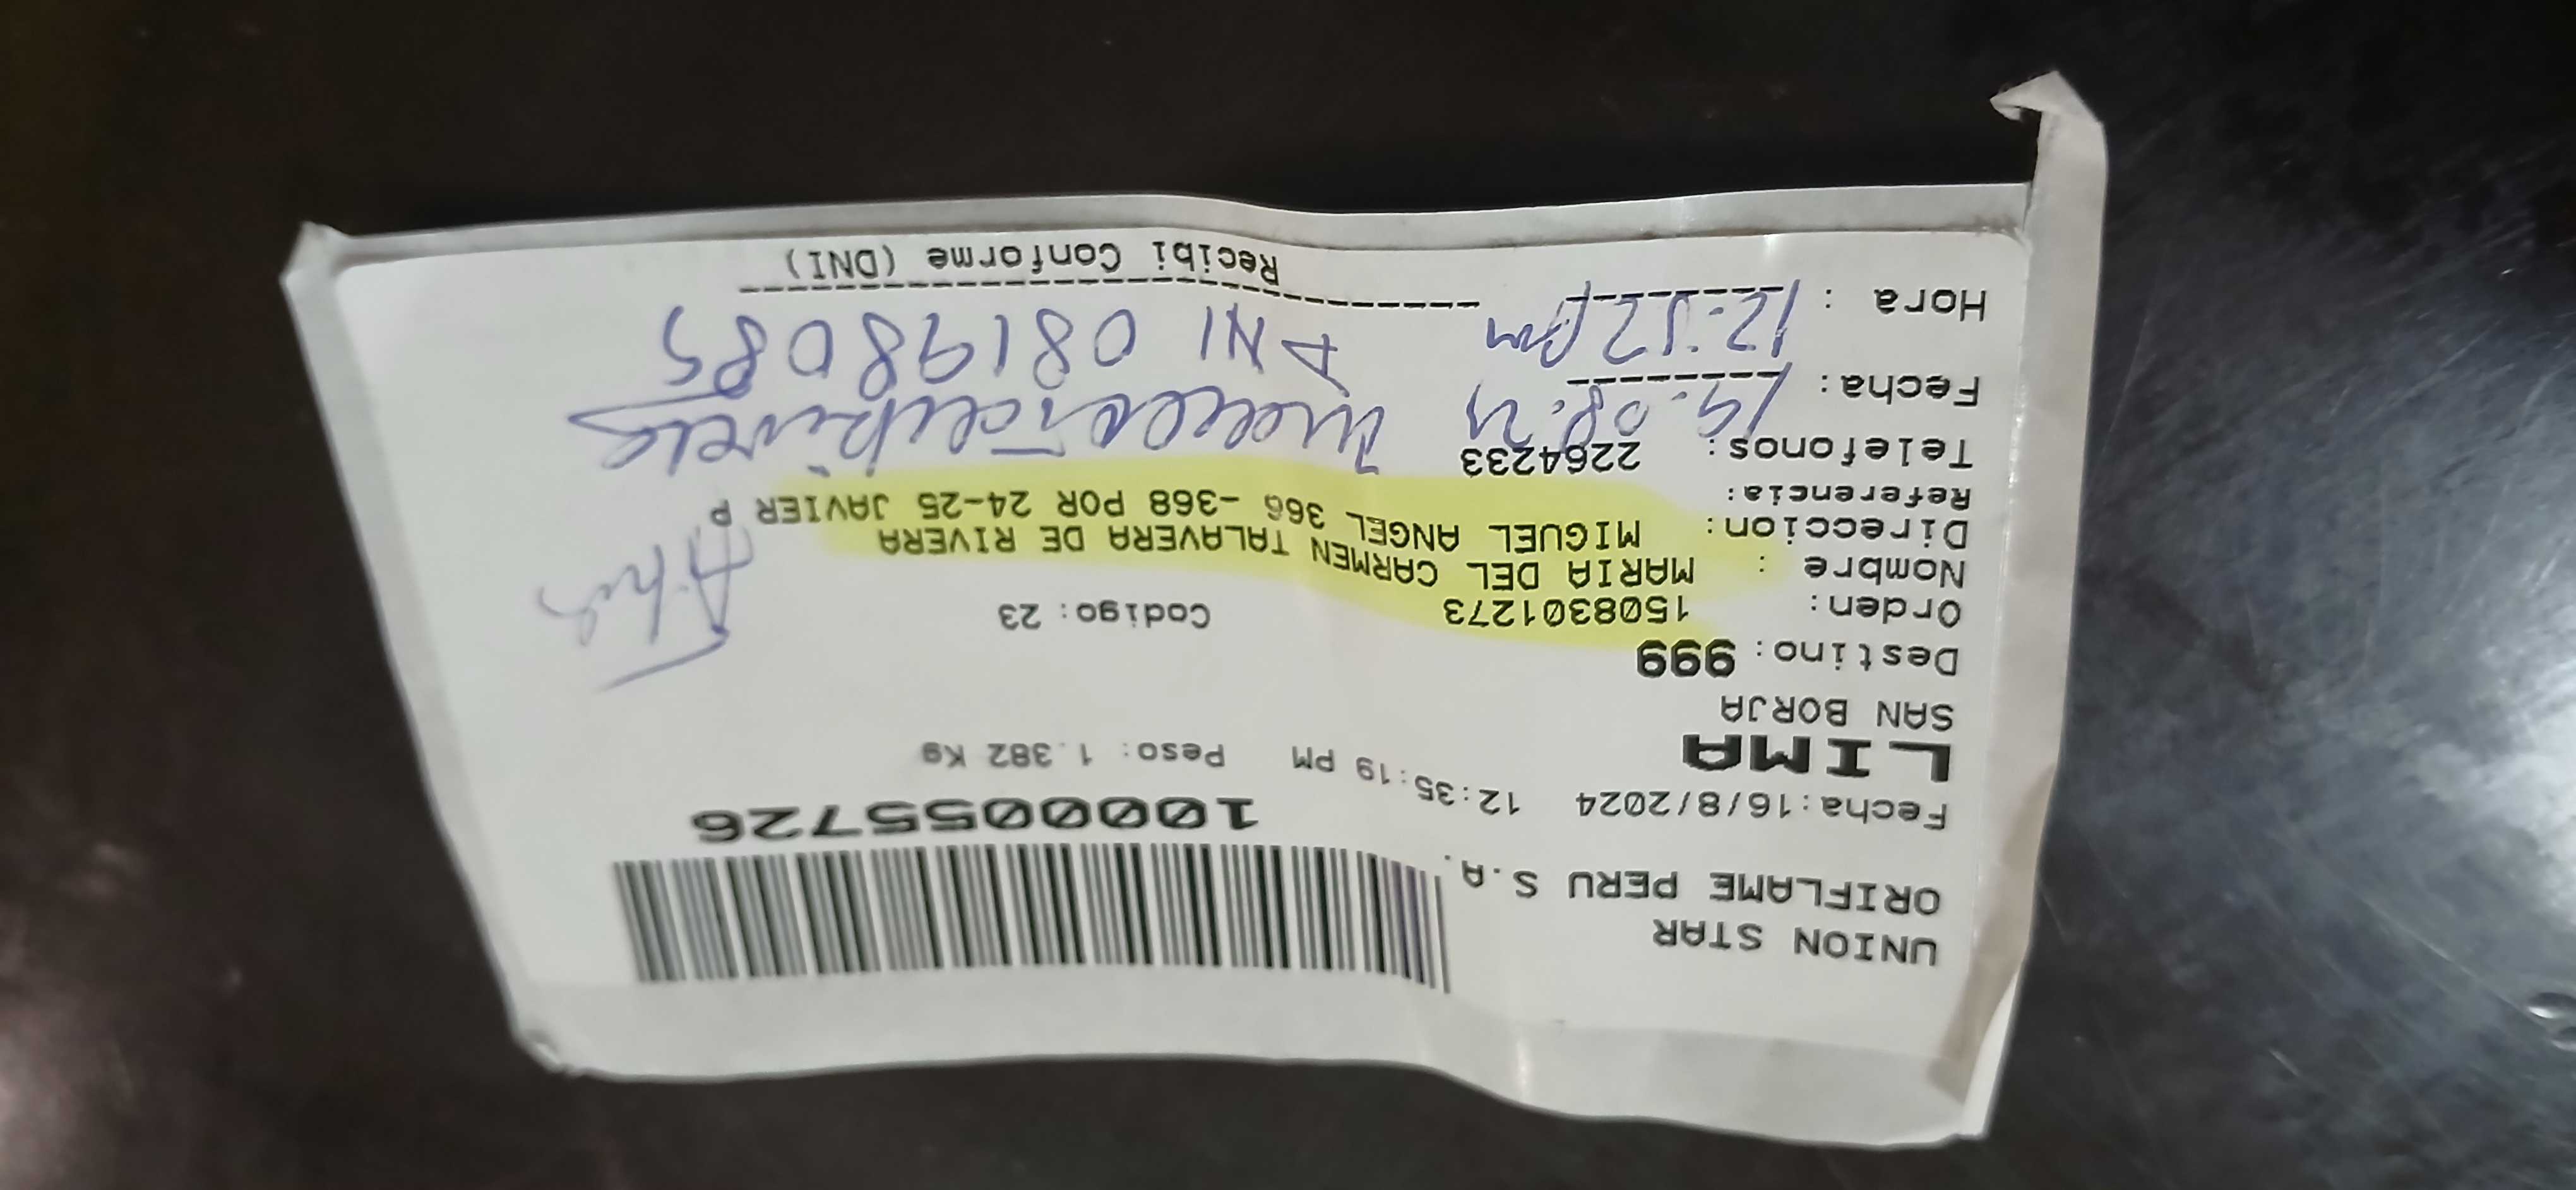 UNION STAR
ORIFLAME PERU S.A.
1000055726
Fecha:16/8/2024 12:35:19 PM Peso: 1.382 Kg
LIMA
SAN BORJA
Destino: 999
Orden: 1508301273 Codigo: 23
Nombre : MARIA DEL CARMEN TALAVERA DE RIVERA
Direccion: MIGUEL ANGEL 366 -368 POR 24-25 JAVIER P
Referencia:
Telefonos: 2264233
Fecha: 19.08.24
Hora : 12:52 pm DNI 08198085
Recibi Conforme (DNI)